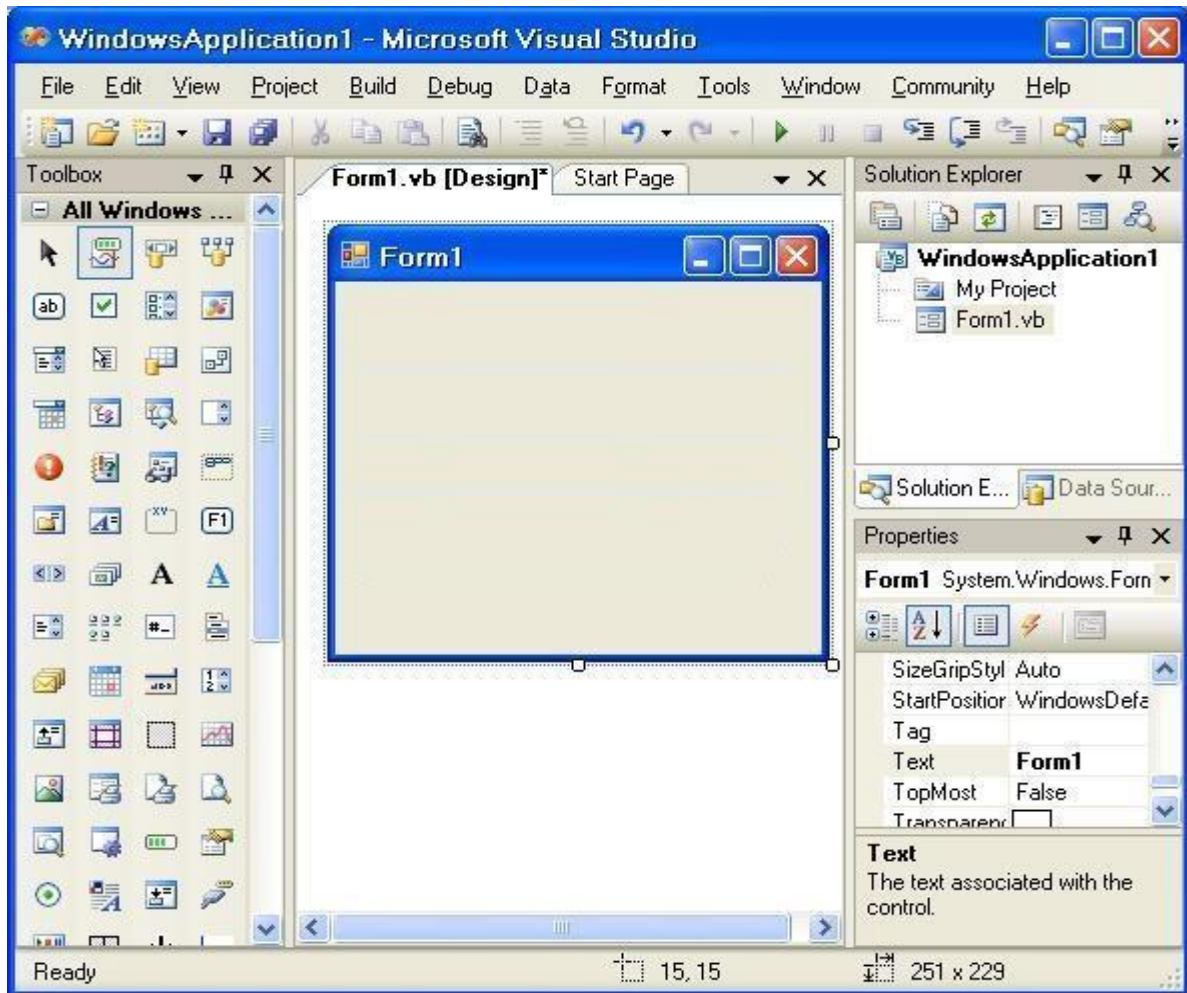 WindowsApplication1 - Microsoft Visual Studio
File Edit View Project Build Debug Data Format Tools Window Community Help
Toolbox
All Windows ...
Form1.vb [Design]* Start Page
Form1
Solution Explorer
WindowsApplication1
My Project
Form1.vb
Solution E... Data Sour...
Properties
Form1 System.Windows.Forn
SizeGripStyl Auto
StartPosition WindowsDefa
Tag
Text Form1
TopMost False
Transparenc
Text
The text associated with the
control.
Ready 15, 15 251 x 229